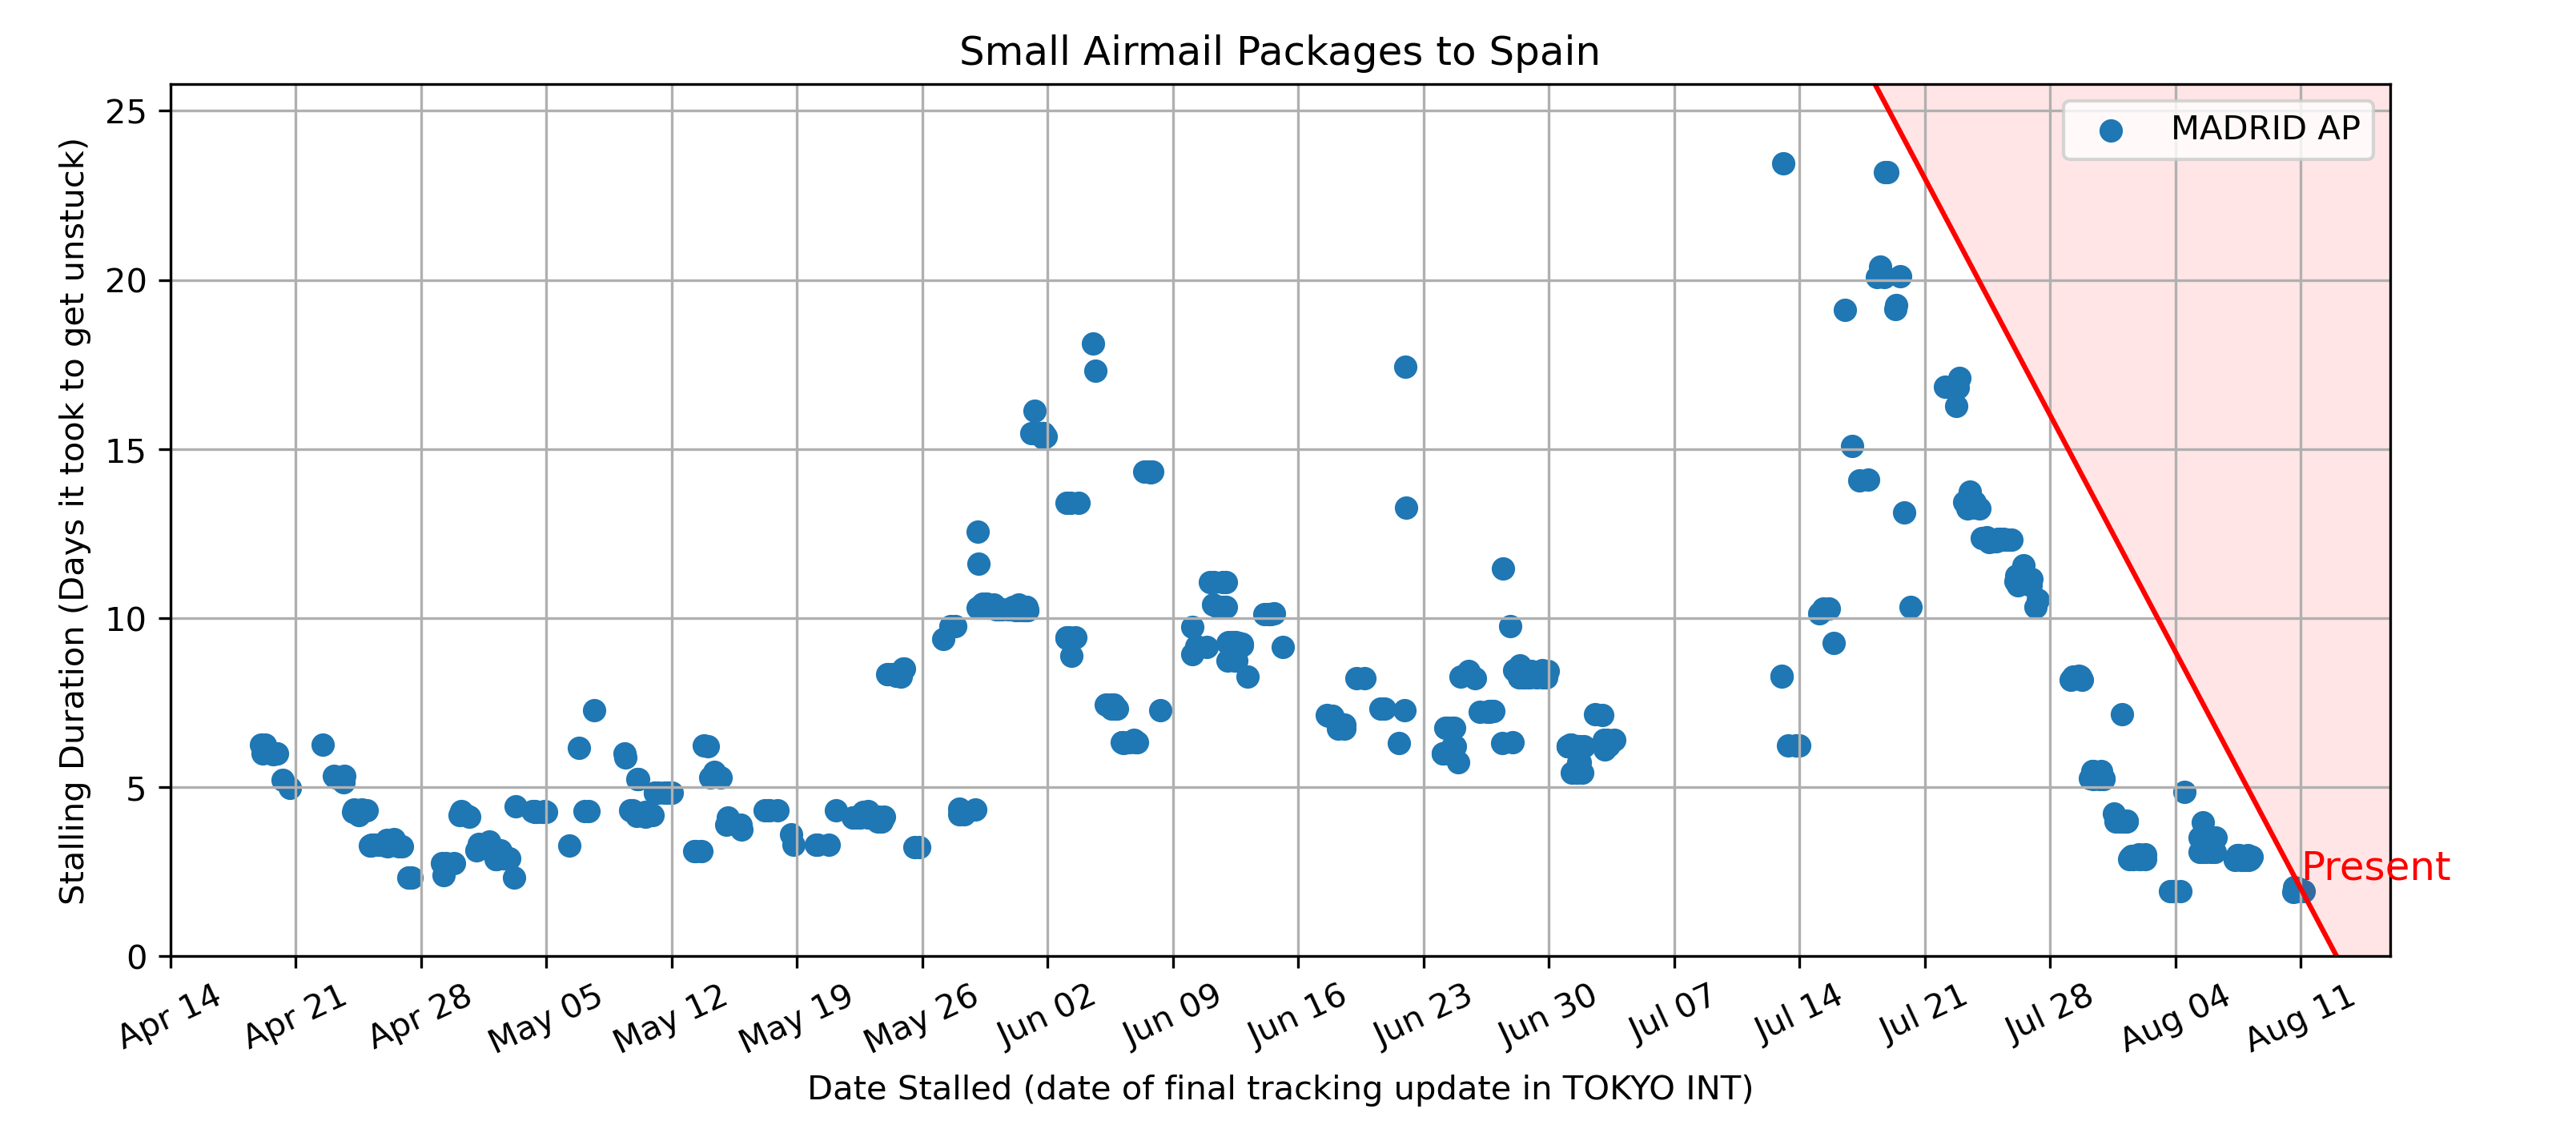 Small Airmail Packages to Spain
MADRID AP
Stalling Duration (Days it took to get unstuck)
25
20
15
10
5
0
Present
Apr 14 Apr 21 Apr 28 May 05 May 12 May 19 May 26 Jun 02 Jun 09 Jun 16 Jun 23 Jun 30 Jul 07 Jul 14 Jul 21 Jul 28 Aug 04 Aug 11
Date Stalled (date of final tracking update in TOKYO INT)